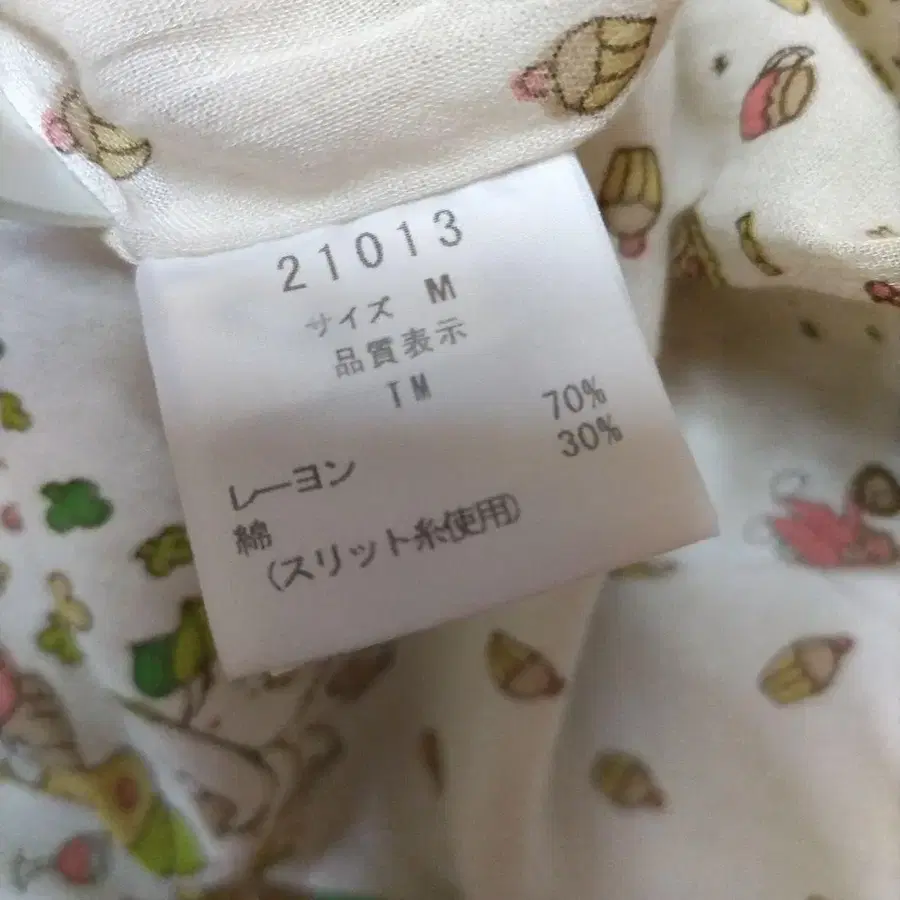 21013
サイズ M
品質表示
TM
レーヨン 70%
綿 30%
(スリット糸使用)